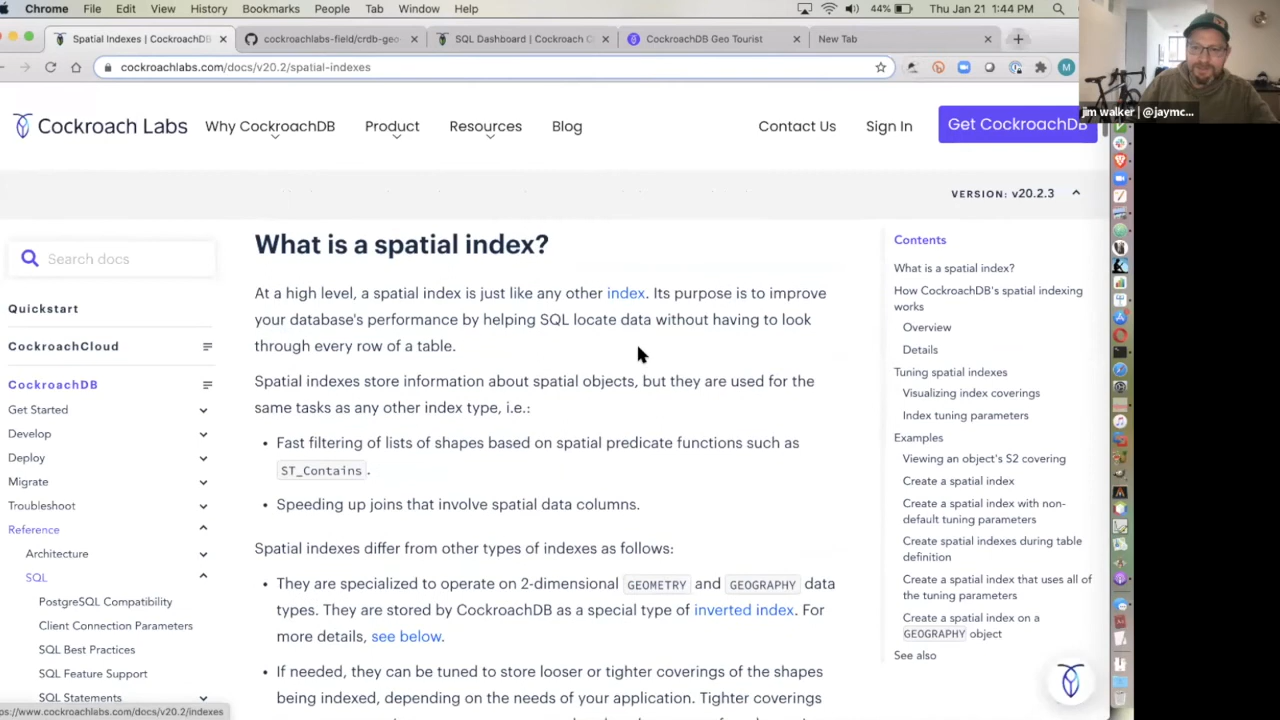 Chrome File Edit View History Bookmarks People Tab Window Help 44% Thu Jan 21 1:44 PM
Spatial Indexes | CockroachDB
cockroachlabs-field/crdb-geo
SQL Dashboard | Cockroach C
CockroachDB Geo Tourist
New Tab
cockroachlabs.com/docs/v20.2/spatial-indexes
M
jim walker | @jaymc...
Cockroach Labs
Why CockroachDB
Product
Resources
Blog
Contact Us
Sign In
Get CockroachDB
VERSION: v20.2.3
Search docs
Quickstart
CockroachCloud
CockroachDB
Get Started
Develop
Deploy
Migrate
Troubleshoot
Reference
Architecture
SQL
PostgreSQL Compatibility
Client Connection Parameters
SQL Best Practices
SQL Feature Support
SQL Statements
What is a spatial index?
At a high level, a spatial index is just like any other index. Its purpose is to improve
your database's performance by helping SQL locate data without having to look
through every row of a table.
Spatial indexes store information about spatial objects, but they are used for the
same tasks as any other index type, i.e.:
• Fast filtering of lists of shapes based on spatial predicate functions such as
ST_Contains.
• Speeding up joins that involve spatial data columns.
Spatial indexes differ from other types of indexes as follows:
• They are specialized to operate on 2-dimensional GEOMETRY and GEOGRAPHY data
types. They are stored by CockroachDB as a special type of inverted index. For
more details, see below.
• If needed, they can be tuned to store looser or tighter coverings of the shapes
being indexed, depending on the needs of your application. Tighter coverings
Contents
What is a spatial index?
How CockroachDB's spatial indexing
works
Overview
Details
Tuning spatial indexes
Visualizing index coverings
Index tuning parameters
Examples
Viewing an object's S2 covering
Create a spatial index
Create a spatial index with non-
default tuning parameters
Create spatial indexes during table
definition
Create a spatial index that uses all of
the tuning parameters
Create a spatial index on a
GEOGRAPHY object
See also
ps://www.cockroachlabs.com/docs/v20.2/indexes